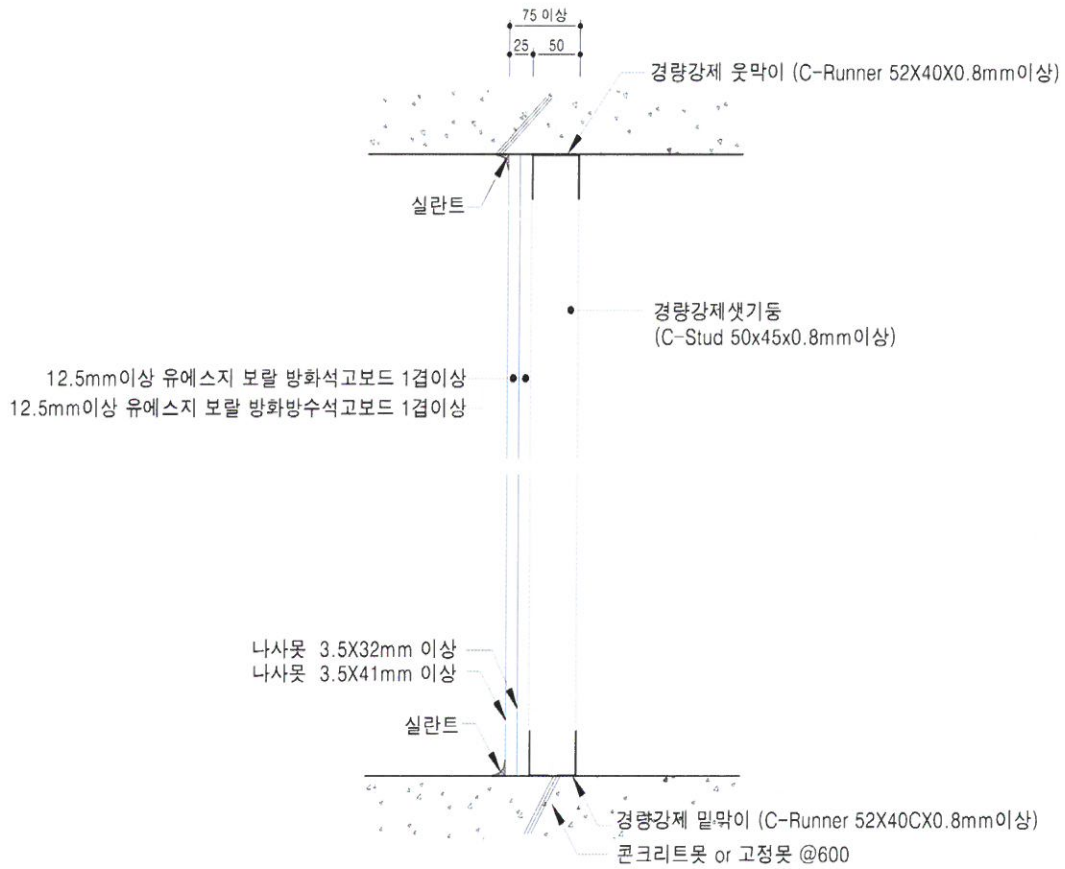 75 이상
25 50
경량강제 웃막이 (C-Runner 52X40X0.8mm이상)
실란트
경량강제샛기둥
(C-Stud 50x45x0.8mm이상)
12.5mm이상 유에스지 보랄 방화석고보드 1겹이상
12.5mm이상 유에스지 보랄 방화방수석고보드 1겹이상
나사못 3.5X32mm 이상
나사못 3.5X41mm 이상
실란트
경량강제 밑막이 (C-Runner 52X40CX0.8mm이상)
콘크리트못 or 고정못 @600